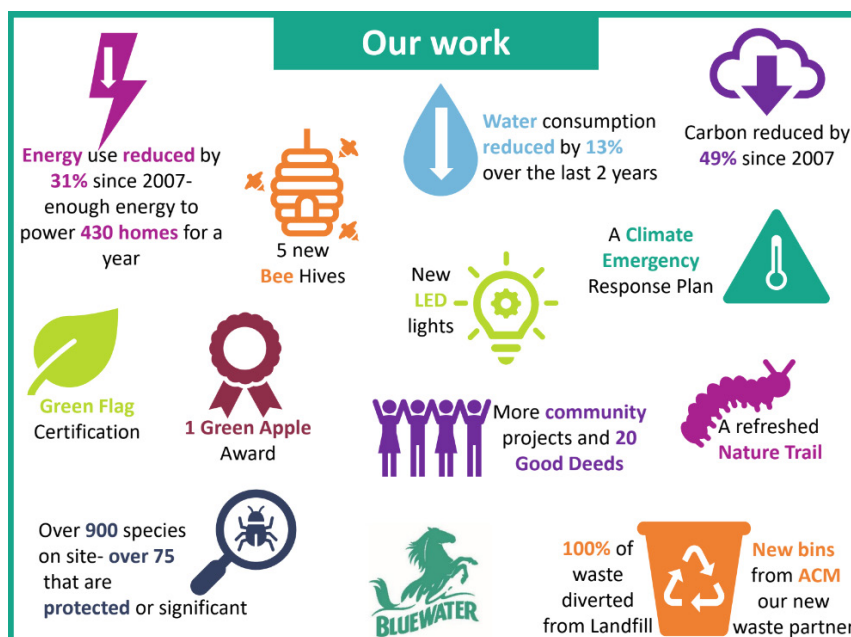 Our work
Energy use reduced by
31% since 2007-
enough energy to
power 430 homes for a
year
5 new
Bee Hives
Water consumption
reduced by 13%
over the last 2 years
Carbon reduced by
49% since 2007
New
LED
lights
A Climate
Emergency
Response Plan
Green Flag
Certification
1 Green Apple
Award
More community
projects and 20
Good Deeds
A refreshed
Nature Trail
Over 900 species
on site- over 75
that are
protected or significant
BLUEWATER
100% of
waste
diverted
from Landfill
New bins
from ACM
our new
waste partner